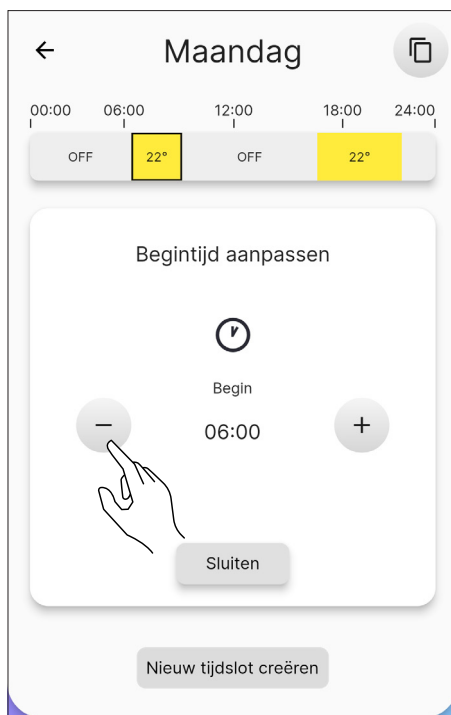 Maandag
00:00 06:00 12:00 18:00 24:00
OFF 22° OFF 22°
Begintijd aanpassen
Begin
− 06:00 +
Sluiten
Nieuw tijdslot creëren